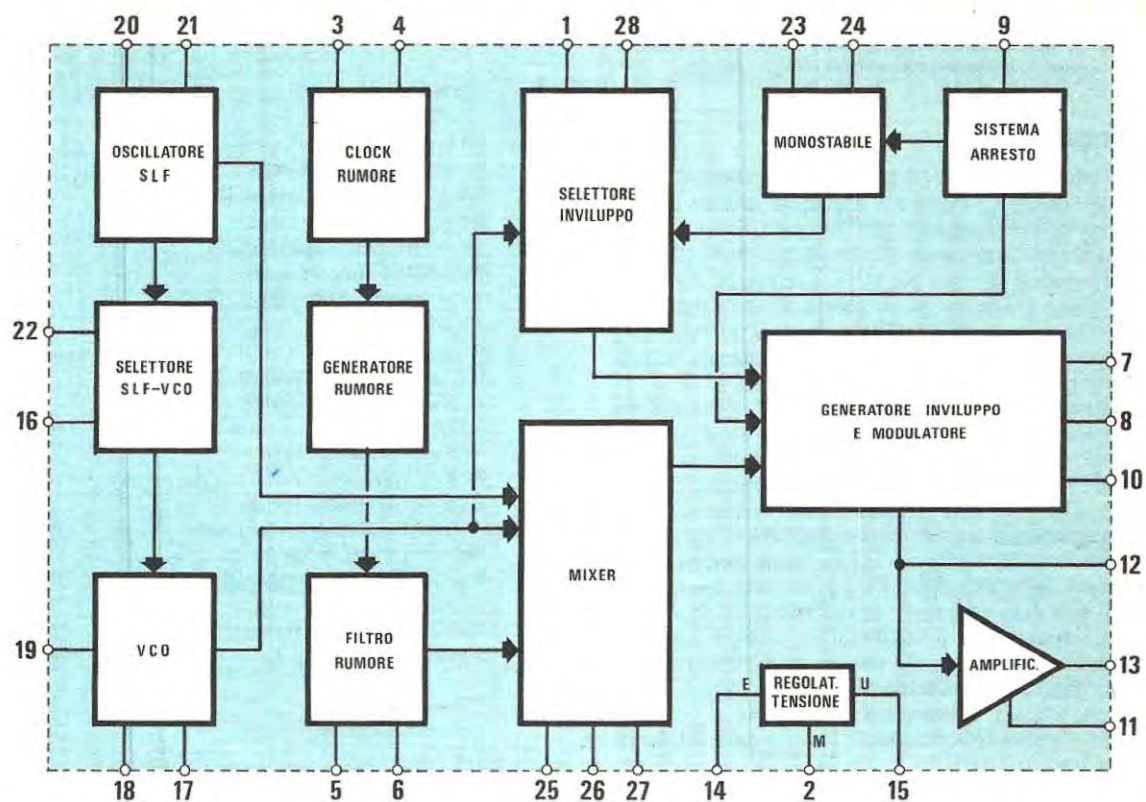 20 21 3 4 1 28 23 24 9
OSCILLATORE
SLF
CLOCK
RUMORE
SELETTORE
INVILUPPO
MONOSTABILE
SISTEMA
ARRESTO
22
SELETTORE
SLF-VCO
16
GENERATORE
RUMORE
GENERATORE INVILUPPO
E MODULATORE
7
8
10
12
MIXER
19
VCO
FILTRO
RUMORE
E
REGOLAT.
TENSIONE
U
M
AMPLIFIC.
13
11
18 17 5 6 25 26 27 14 2 15